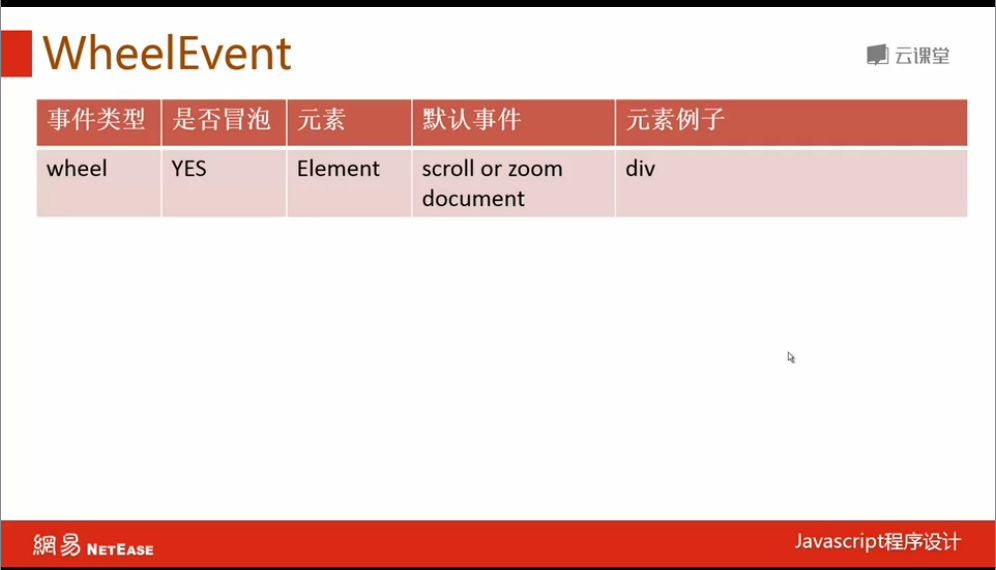 WheelEvent
云课堂
事件类型 是否冒泡 元素 默认事件 元素例子
wheel YES Element scroll or zoom div
document
網易 NETEASE
Javascript程序设计